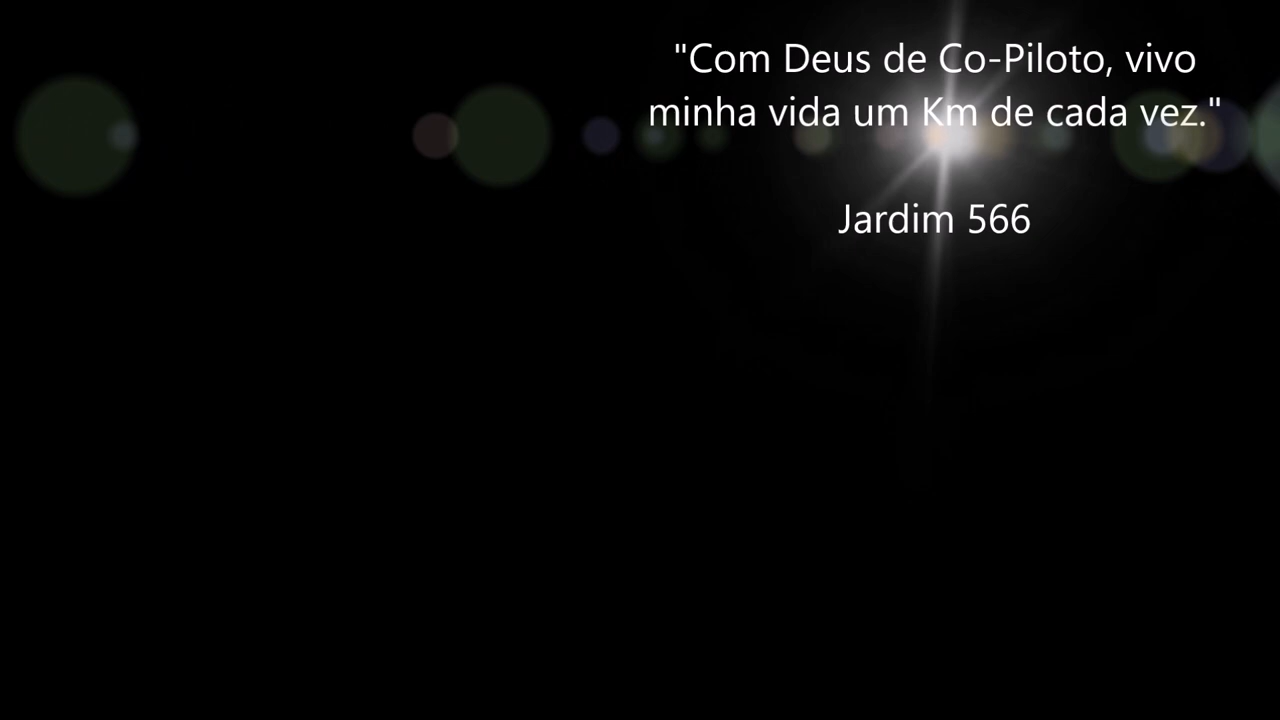 "Com Deus de Co-Piloto, vivo
minha vida um Km de cada vez."
Jardim 566